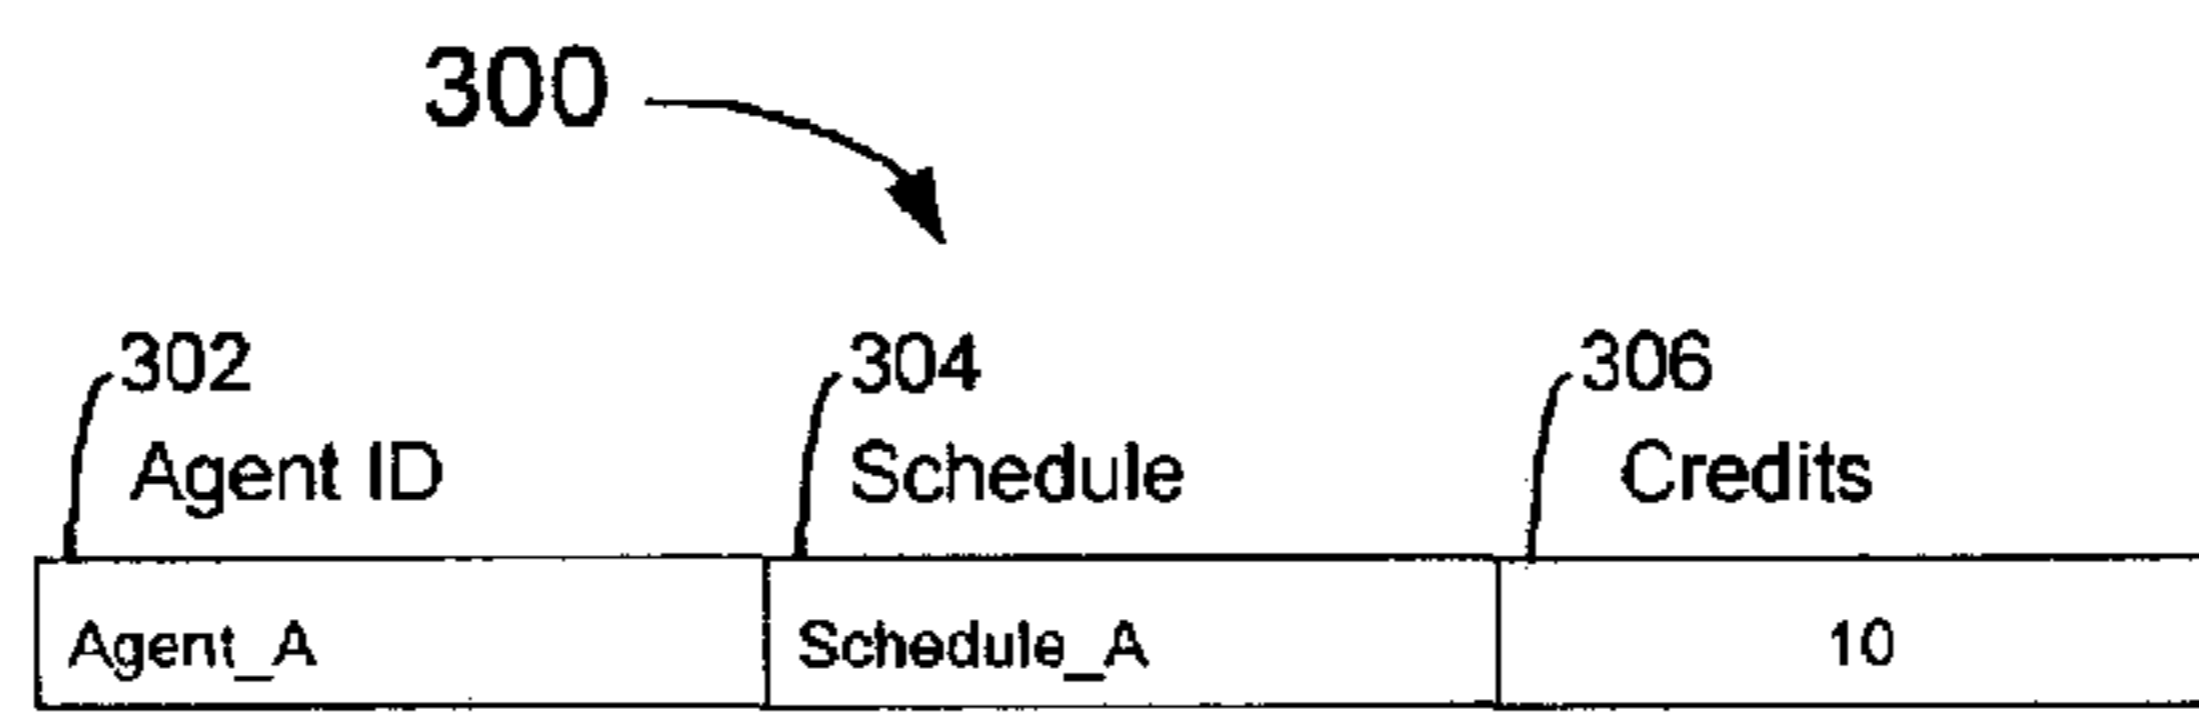 300
302 304 306
Agent ID Schedule Credits
Agent_A Schedule_A 10